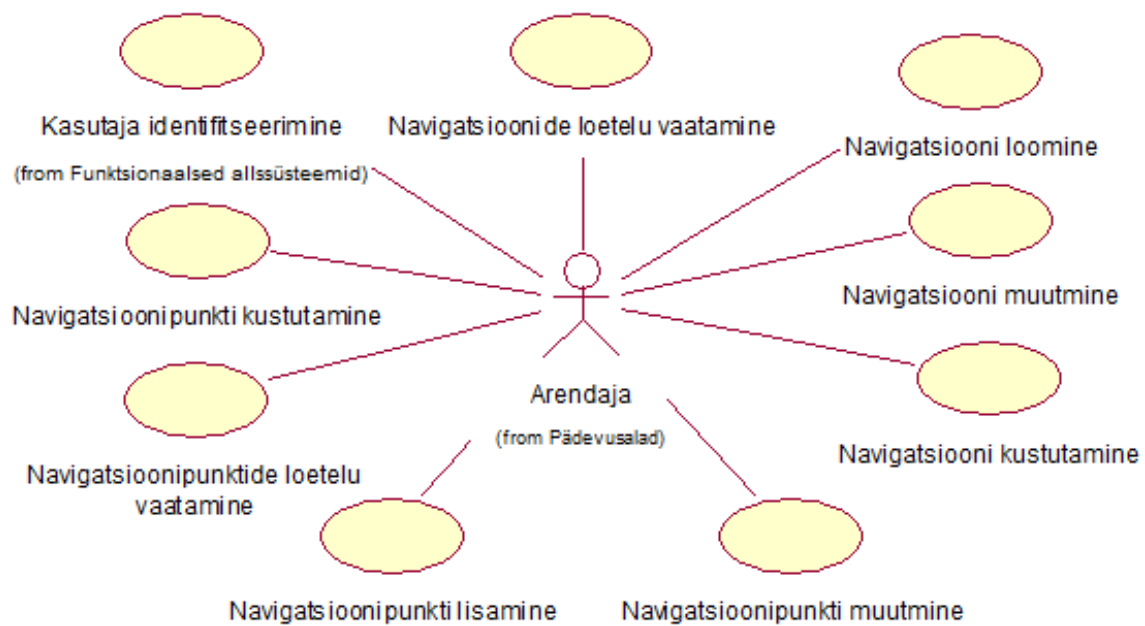 Kasutaja identifitseerimine
(from Funktsionaalsed allssüsteemid)
Navigatsioonide loetelu vaatamine
Navigatsiooni loomine
Navigatsioonipunkti kustutamine
Navigatsiooni muutmine
Arendaja
(from Pädevusalad)
Navigatsioonipunktide loetelu
vaatamine
Navigatsiooni kustutamine
Navigatsioonipunkti lisamine
Navigatsioonipunkti muutmine